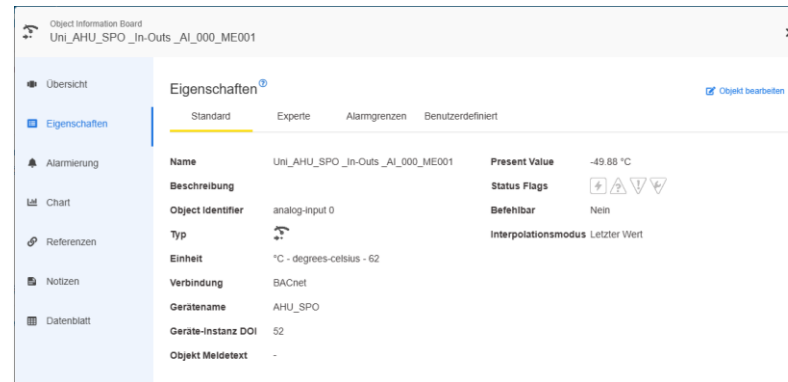 Object Information Board
Uni_AHU_SPO _In-Outs _AI_000_ME001
Übersicht
Eigenschaften
Alarmierung
Chart
Referenzen
Notizen
Datenblatt
Eigenschaften
Objekt bearbeiten
Standard Experte Alarmgrenzen Benutzerdefiniert
Name Uni_AHU_SPO _In-Outs _AI_000_ME001 Present Value -49.88 °C
Beschreibung Status Flags
Object Identifier analog-input 0 Befehlbar Nein
Typ Interpolationsmodus Letzter Wert
Einheit °C - degrees-celsius - 62
Verbindung BACnet
Gerätename AHU_SPO
Geräte-Instanz DOI 52
Objekt Meldetext -